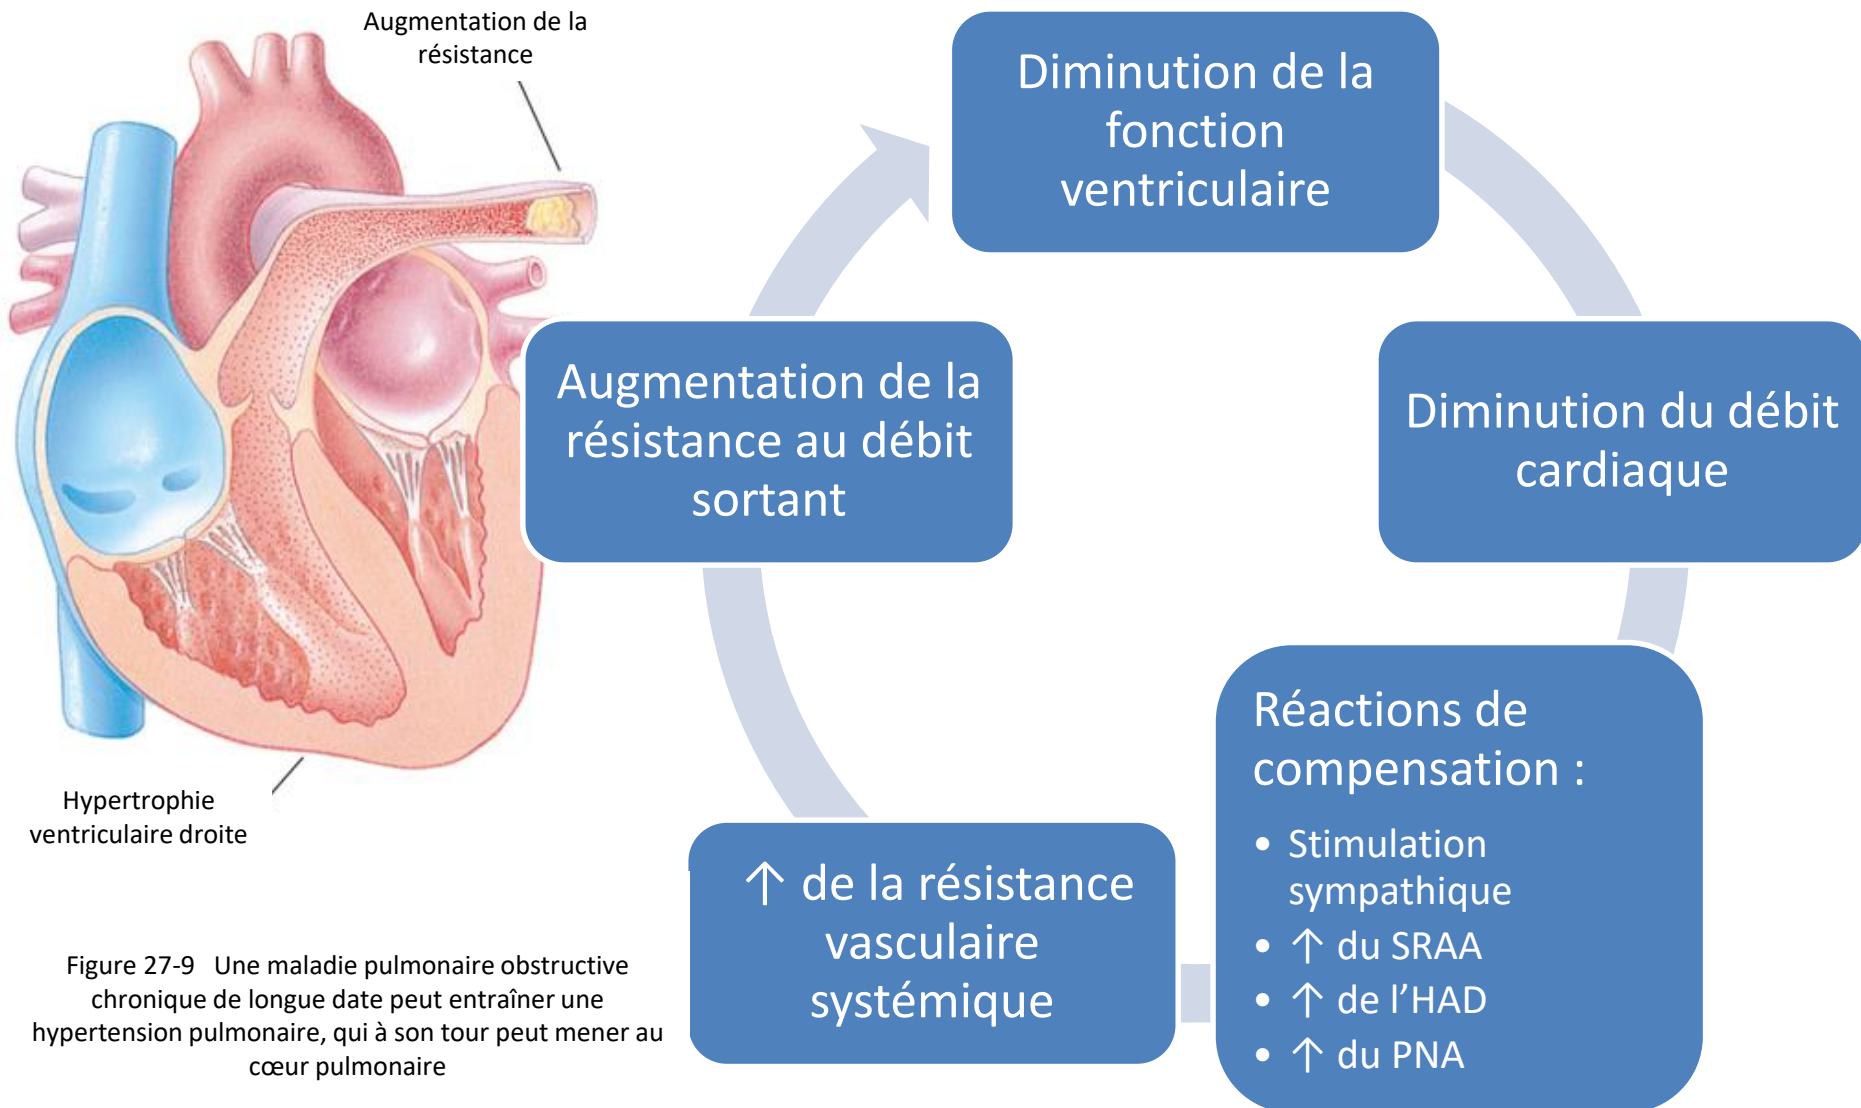 Augmentation de la
résistance
Hypertrophie
ventriculaire droite
Figure 27-9   Une maladie pulmonaire obstructive
chronique de longue date peut entraîner une
hypertension pulmonaire, qui à son tour peut mener au
cœur pulmonaire
Diminution de la
fonction
ventriculaire
Diminution du débit
cardiaque
Réactions de
compensation :
• Stimulation
sympathique
• ↑ du SRAA
• ↑ de l’HAD
• ↑ du PNA
↑ de la résistance
vasculaire
systémique
Augmentation de la
résistance au débit
sortant